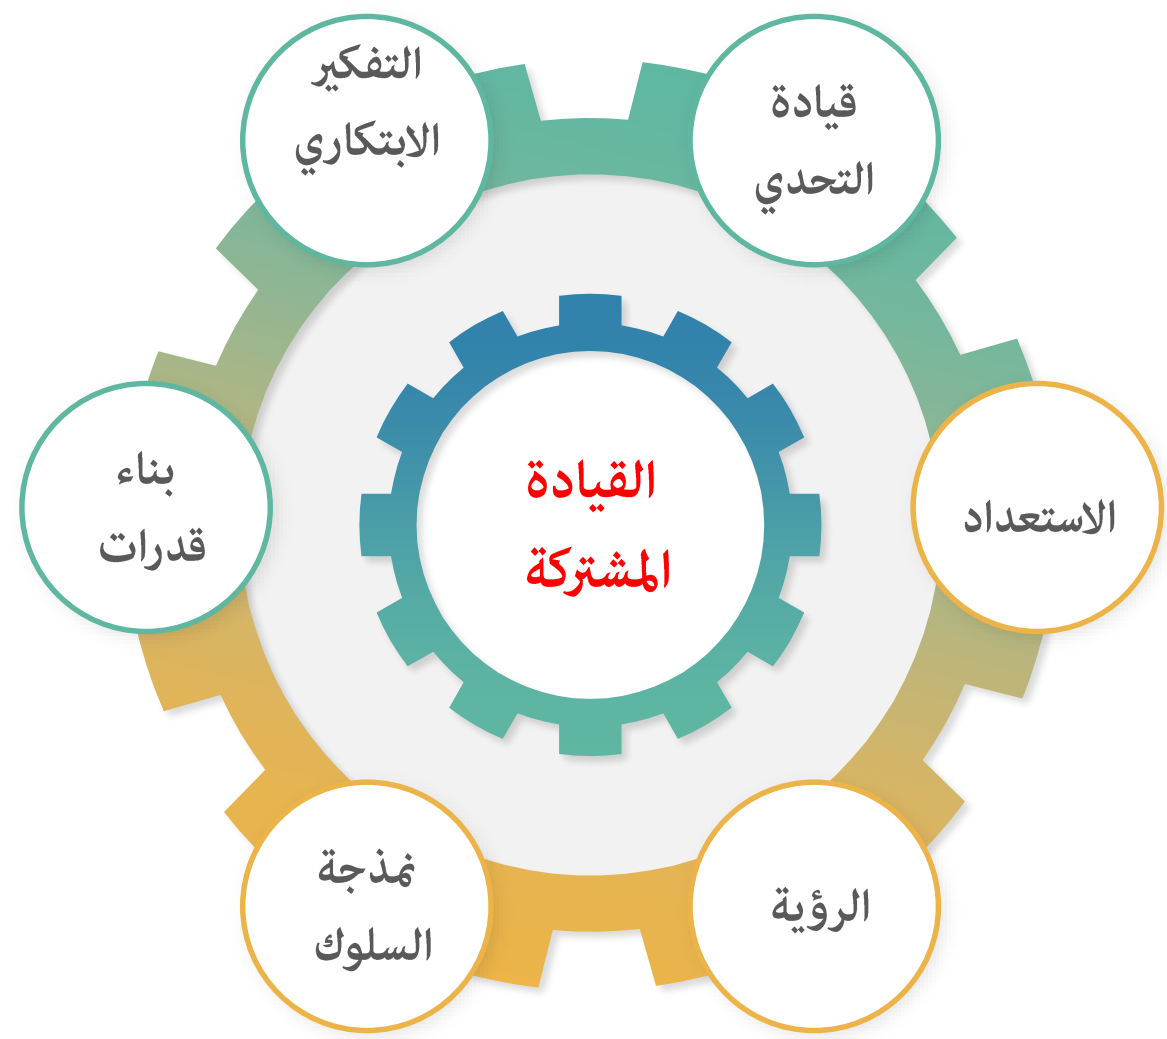 قيادة
التحدي
التفكير
الابتكاري
الاستعداد
القيادة
المشتركة
بناء
قدرات
الرؤية
نمذجة
السلوك